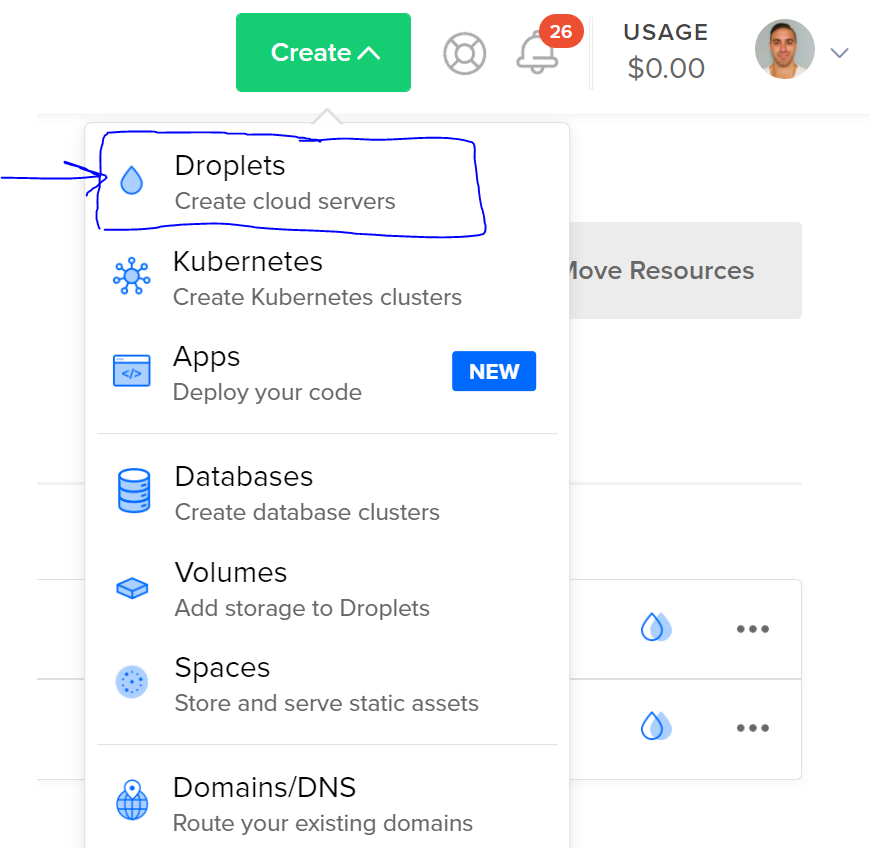 Create
26
USAGE
$0.00
Droplets
Create cloud servers
Kubernetes
Create Kubernetes clusters
Move Resources
Apps
Deploy your code
NEW
Databases
Create database clusters
Volumes
Add storage to Droplets
Spaces
Store and serve static assets
Domains/DNS
Route your existing domains